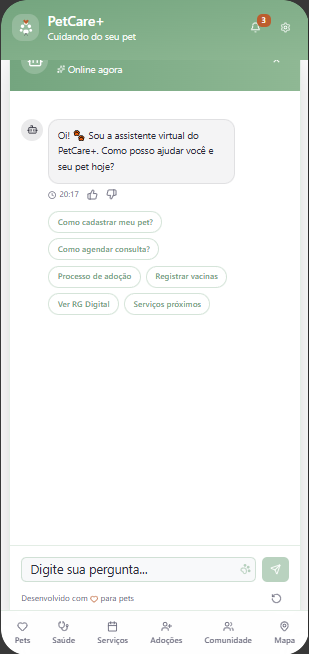 PetCare+
Cuidando do seu pet
3
Online agora
Oi! Sou a assistente virtual do
PetCare+. Como posso ajudar você e
seu pet hoje?
20:17
Como cadastrar meu pet?
Como agendar consulta?
Processo de adoção
Registrar vacinas
Ver RG Digital
Serviços próximos
Digite sua pergunta...
Desenvolvido com para pets
Pets
Saúde
Serviços
Adoções
Comunidade
Mapa